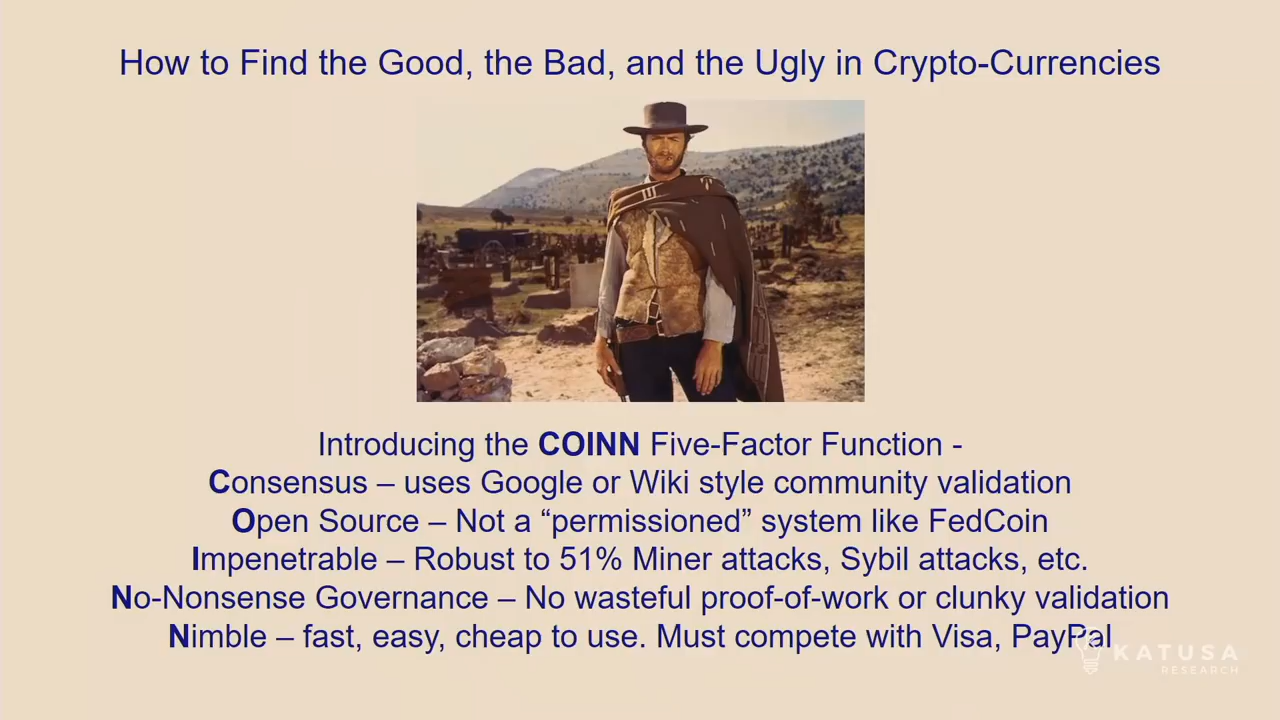 How to Find the Good, the Bad, and the Ugly in Crypto-Currencies
Introducing the COINN Five-Factor Function -
Consensus – uses Google or Wiki style community validation
Open Source – Not a “permissioned” system like FedCoin
Impenetrable – Robust to 51% Miner attacks, Sybil attacks, etc.
No-Nonsense Governance – No wasteful proof-of-work or clunky validation
Nimble – fast, easy, cheap to use. Must compete with Visa, PayPal
KATUSA
RESEARCH